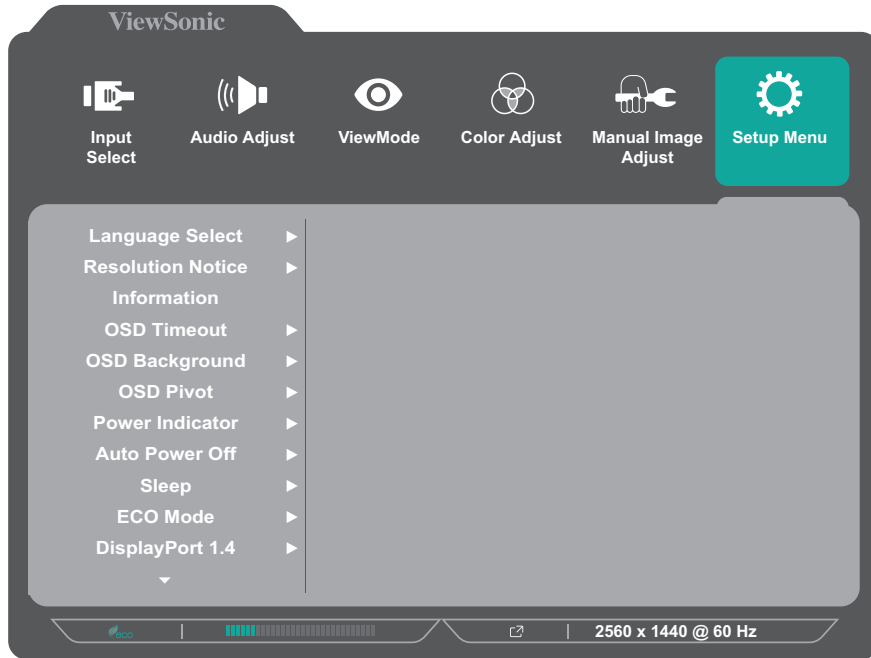 ViewSonic
Input
Select
Audio Adjust
ViewMode
Color Adjust
Manual Image
Adjust
Setup Menu
Language Select
Resolution Notice
Information
OSD Timeout
OSD Background
OSD Pivot
Power Indicator
Auto Power Off
Sleep
ECO Mode
DisplayPort 1.4
eco
2560 x 1440 @ 60 Hz